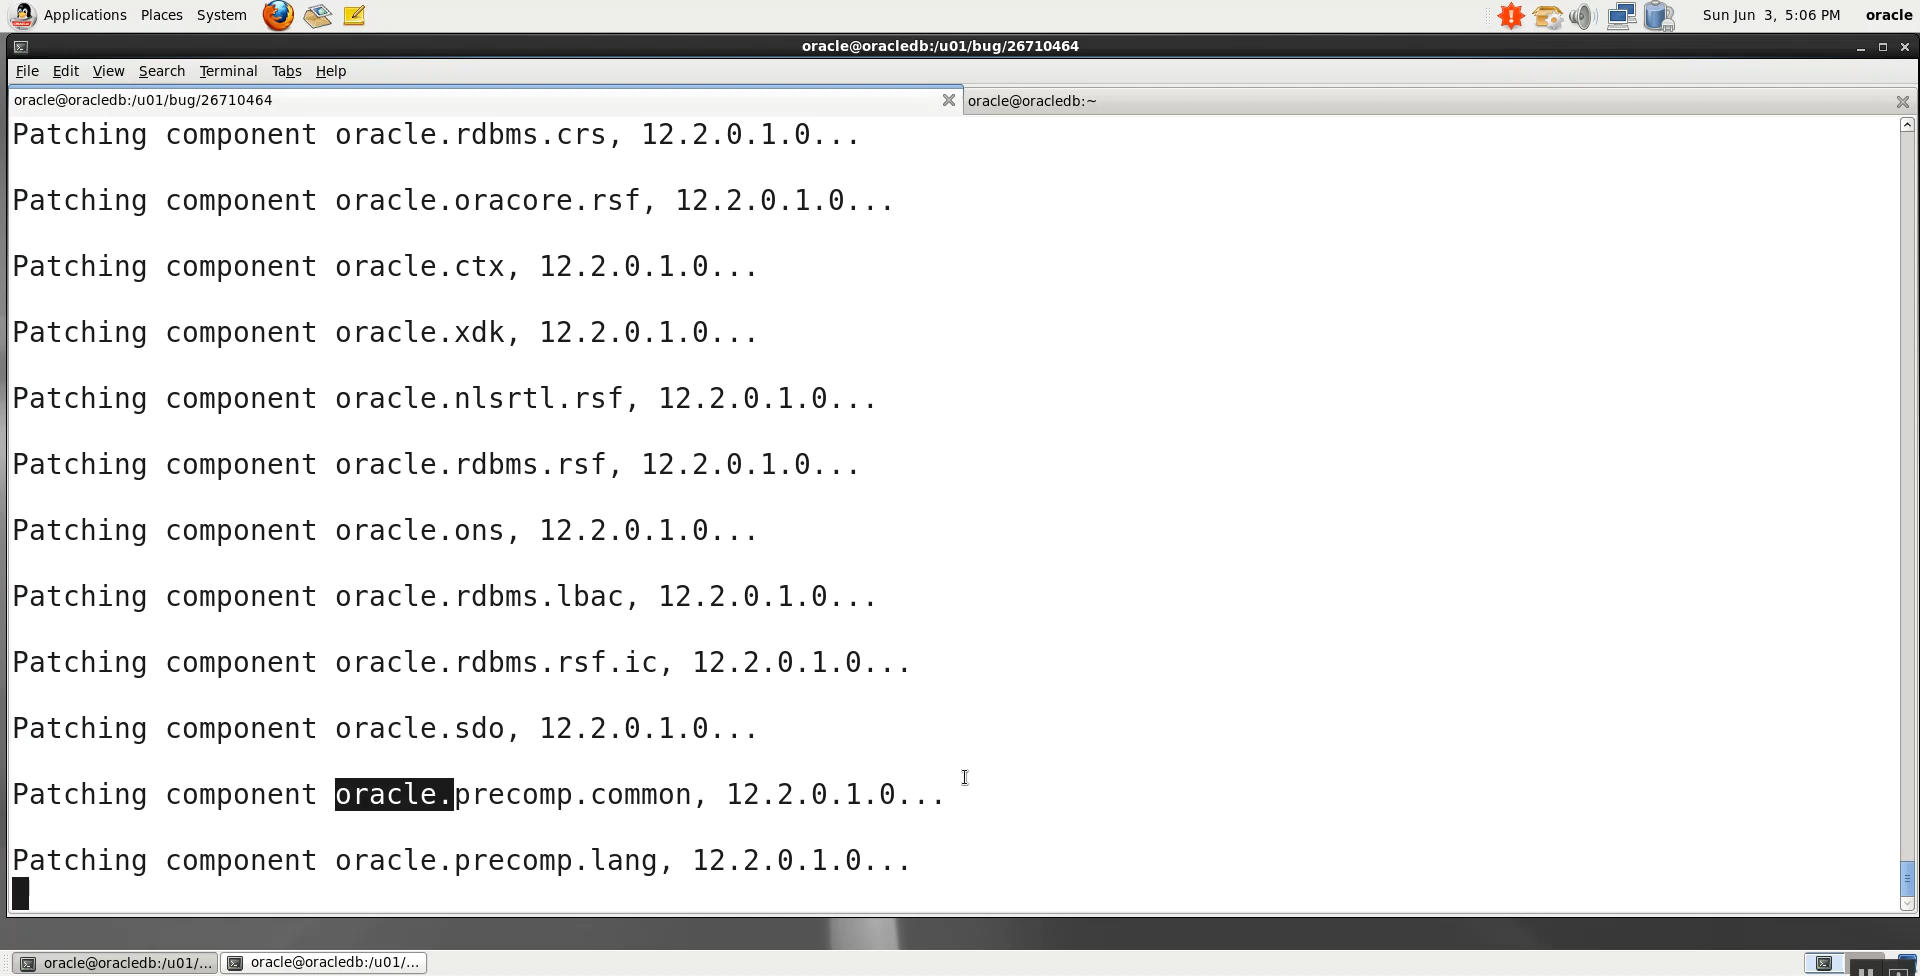 Applications Places System Sun Jun 3, 5:06 PM oracle
oracle@oracledb:/u01/bug/26710464
File Edit View Search Terminal Tabs Help
oracle@oracledb:/u01/bug/26710464 oracle@oracledb:~
Patching component oracle.rdbms.crs, 12.2.0.1.0...
Patching component oracle.oracore.rsf, 12.2.0.1.0...
Patching component oracle.ctx, 12.2.0.1.0...
Patching component oracle.xdk, 12.2.0.1.0...
Patching component oracle.nlsrtl.rsf, 12.2.0.1.0...
Patching component oracle.rdbms.rsf, 12.2.0.1.0...
Patching component oracle.ons, 12.2.0.1.0...
Patching component oracle.rdbms.lbac, 12.2.0.1.0...
Patching component oracle.rdbms.rsf.ic, 12.2.0.1.0...
Patching component oracle.sdo, 12.2.0.1.0...
Patching component oracle.precomp.common, 12.2.0.1.0...
Patching component oracle.precomp.lang, 12.2.0.1.0...
oracle@oracledb:/u01/... oracle@oracledb:/u01/...